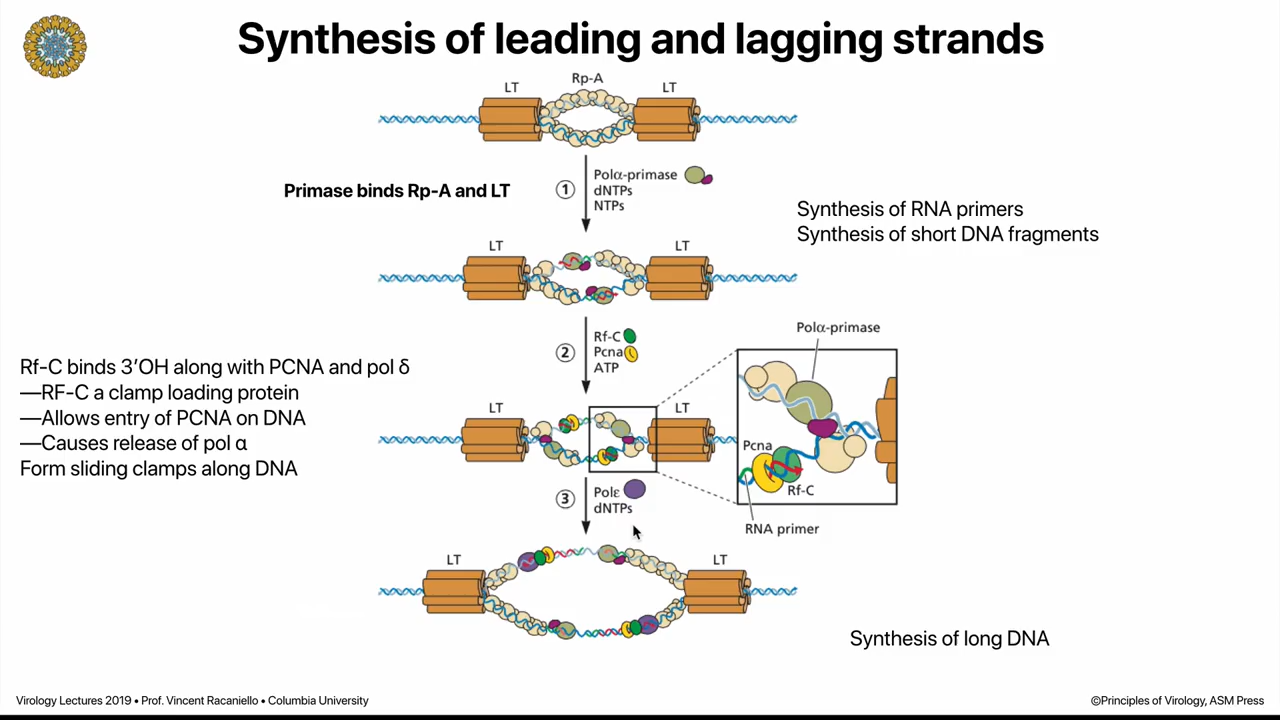 Synthesis of leading and lagging strands
Rp-A
LT
LT
Primase binds Rp-A and LT
1
Polα-primase
dNTPs
NTPs
Synthesis of RNA primers
Synthesis of short DNA fragments
LT
LT
2
Rf-C
Pcna
ATP
Rf-C binds 3’OH along with PCNA and pol δ
—RF-C a clamp loading protein
—Allows entry of PCNA on DNA
—Causes release of pol α
Form sliding clamps along DNA
LT
LT
Polα-primase
Pcna
Rf-C
RNA primer
3
Polε
dNTPs
LT
LT
Synthesis of long DNA
Virology Lectures 2019 • Prof. Vincent Racaniello • Columbia University
©Principles of Virology, ASM Press